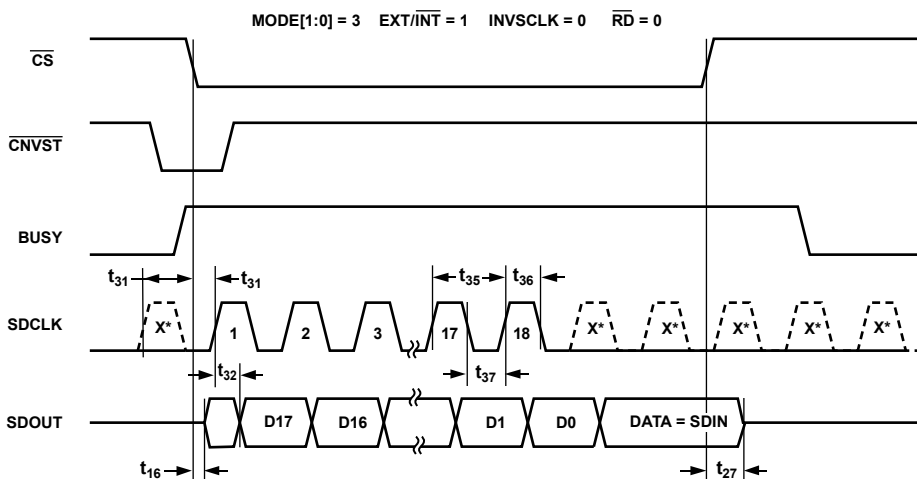 MODE[1:0] = 3 EXT/INT = 1 INVSCLK = 0 RD = 0
CS
CNVST
BUSY
t31 t31 t35 t36
SDCLK X* 1 2 3 17 18 X* X* X* X* X*
t32 t37
SDOUT D17 D16 D1 D0 DATA = SDIN
t16 t27